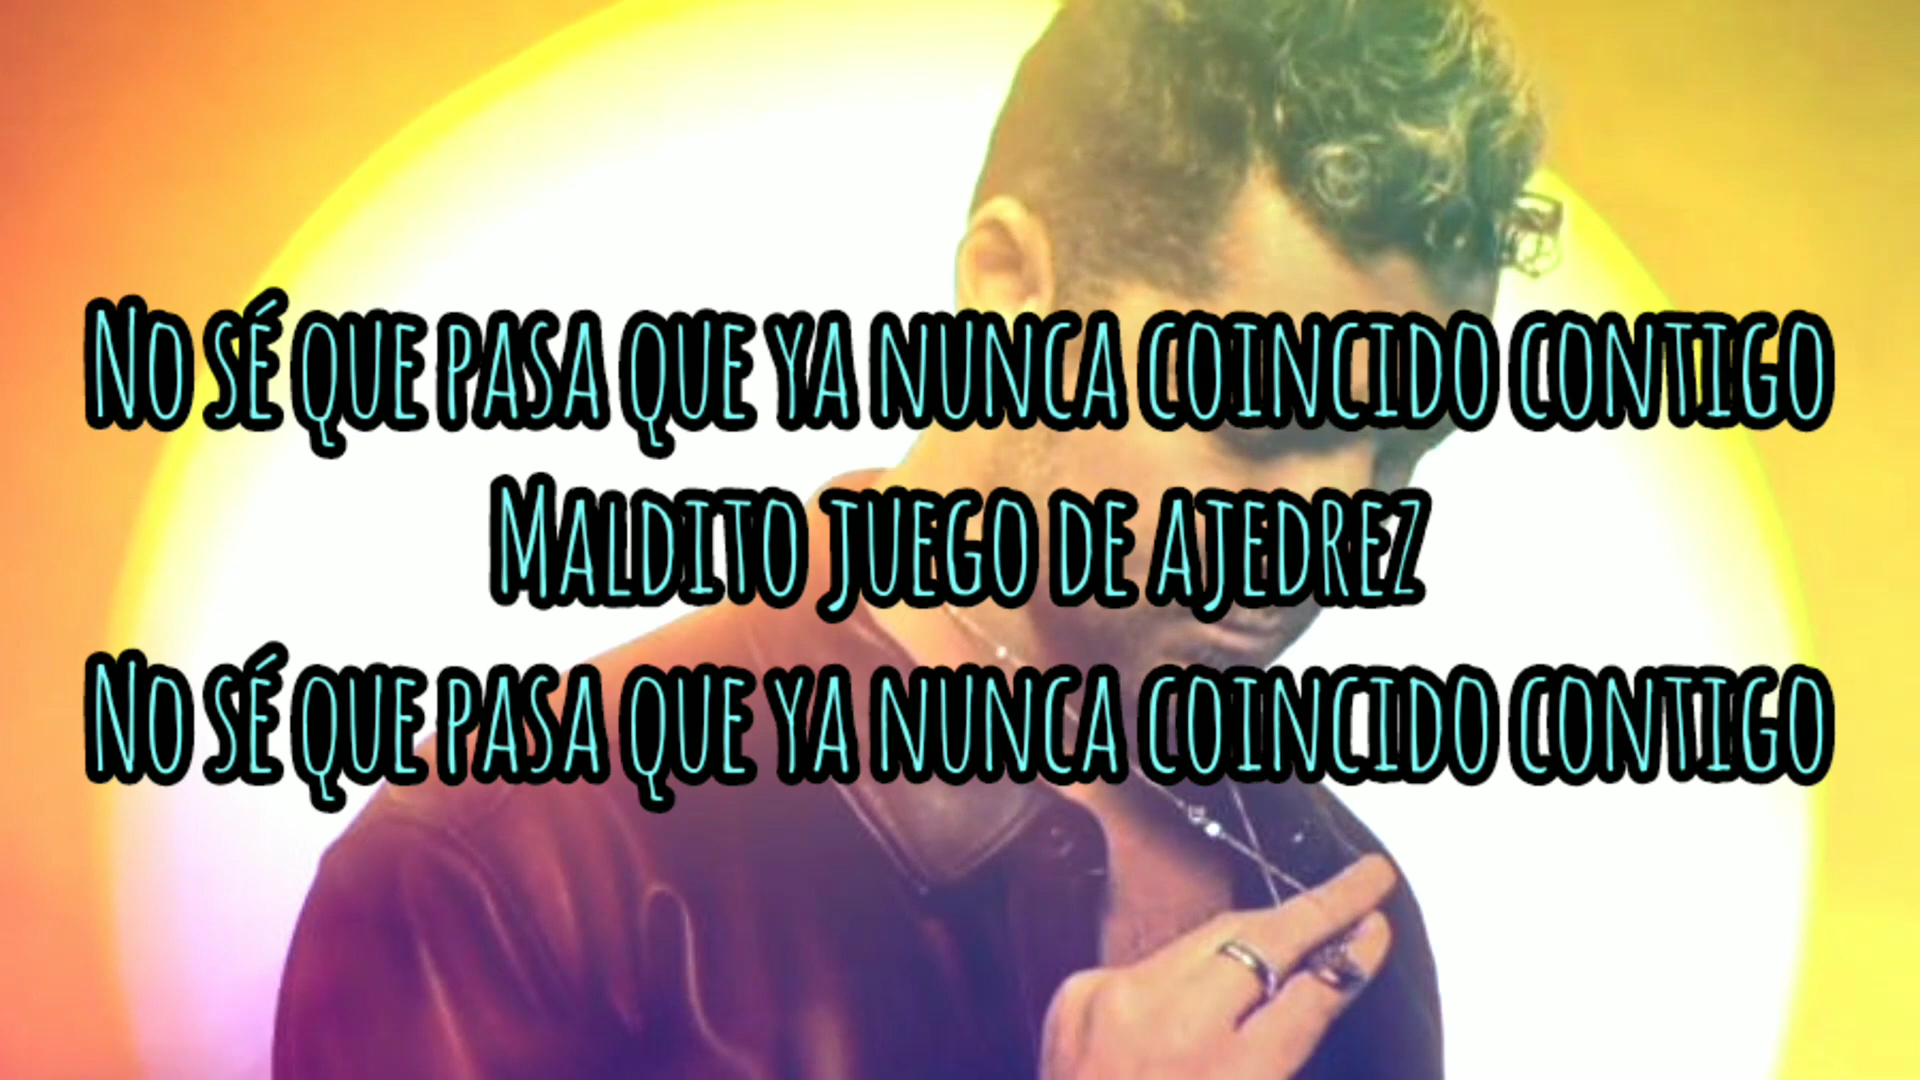 No sé que pasa que ya nunca coincido contigo
Maldito juego de ajedrez
No sé que pasa que ya nunca coincido contigo